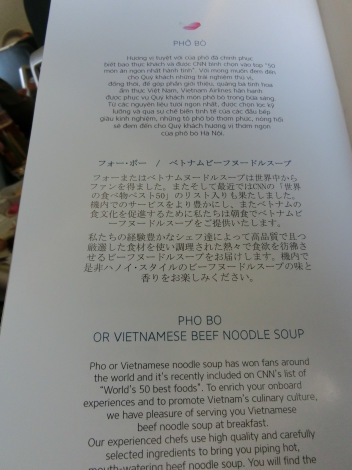 PHỞ BÒ
Hương vị tuyệt vời của phở đã chinh phục
biết bao thực khách và được CNN bình chọn vào top "50
món ăn ngon nhất hành tinh". Với mong muốn đem đến
cho Quý khách những trải nghiệm thú vị,
đồng thời, để góp phần giới thiệu, quảng bá tinh hoa
ẩm thực Việt Nam, Vietnam Airlines hân hạnh
được phục vụ Quý khách món phở bò trong bữa sáng.
Từ các nguyên liệu tươi ngon nhất, được chọn lọc kỹ
lưỡng và qua sự chế biến tinh tế của các đầu bếp
giàu kinh nghiệm, những tô phở bò thơm phức, nóng hổi
sẽ đem đến cho Quý khách hương vị thơm ngon
của phở bò Hà Nội.
フォー・ボー / ベトナムビーフヌードルスープ
フォーまたはベトナムヌードルスープは世界中から
ファンを得ました。またそして最近ではCNNの「世界
の食べ物ベスト50」のリスト入りも果たしました。
機内でのサービスをより豊かにし、またベトナムの
食文化を促進するために私たちは朝食でベトナムビ
ーフヌードルスープをご提供いたします。
私たちの経験豊かなシェフ達によって高品質で且つ
厳選した食材を使い調理された熱々で食欲を彷彿させ
るビーフヌードルスープをお届けします。機内で
是非ハノイ・スタイルのビーフヌードルスープの味と
香りをお楽しみください。
PHO BO
OR VIETNAMESE BEEF NOODLE SOUP
Pho or Vietnamese noodle soup has won fans around
the world and it's recently included on CNN's list of
"World's 50 best foods". To enrich your onboard
experiences and to promote Vietnam's culinary culture,
we have pleasure of serving you Vietnamese
beef noodle soup at breakfast.
Our experienced chefs use high quality and carefully
selected ingredients to bring you piping hot,
mouth-watering beef noodle soup. You will find the